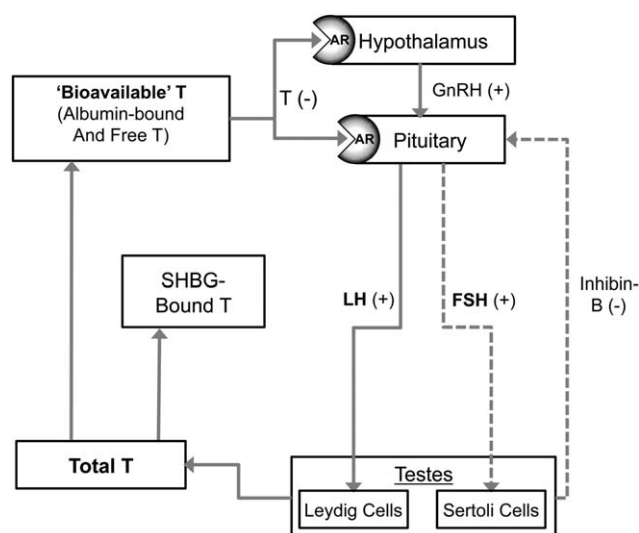 AR
Hypothalamus
'Bioavailable' T
(Albumin-bound
And Free T)
T (-)
GnRH (+)
AR
Pituitary
SHBG-
Bound T
LH (+)
FSH (+)
Inhibin-
B (-)
Total T
Testes
Leydig Cells
Sertoli Cells